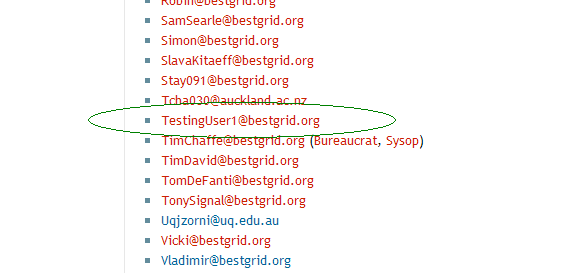 Robin@bestgrid.org
SamSearle@bestgrid.org
Simon@bestgrid.org
SlavaKitaeff@bestgrid.org
Stay091@bestgrid.org
Tcha030@auckland.ac.nz
TestingUser1@bestgrid.org
TimChaffe@bestgrid.org (Bureaucrat, Sysop)
TimDavid@bestgrid.org
TomDeFanti@bestgrid.org
TonySignal@bestgrid.org
Uqjzorni@uq.edu.au
Vicki@bestgrid.org
Vladimir@bestgrid.org